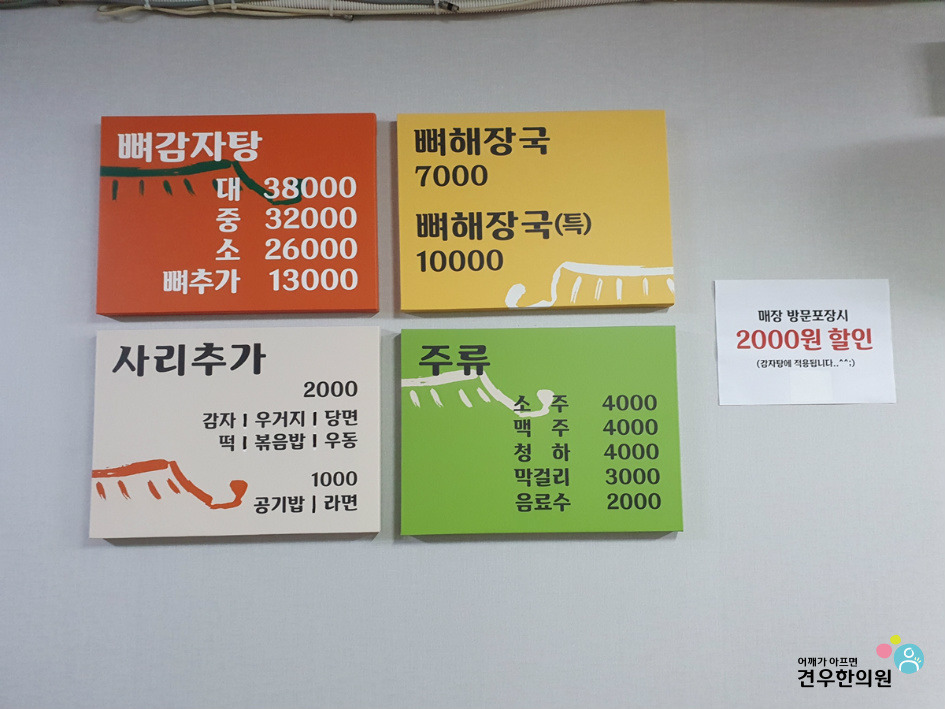 뼈감자탕
대 38000
중 32000
소 26000
뼈추가 13000
뼈해장국
7000
뼈해장국(특)
10000
사리추가
2000
감자 | 우거지 | 당면
떡 | 볶음밥 | 우동
1000
공기밥 | 라면
주류
소 주 4000
맥 주 4000
청 하 4000
막걸리 3000
음료수 2000
매장 방문포장시
2000원 할인
(감자탕에 적용됩니다..^^;)
어깨가 아프면
견우한의원